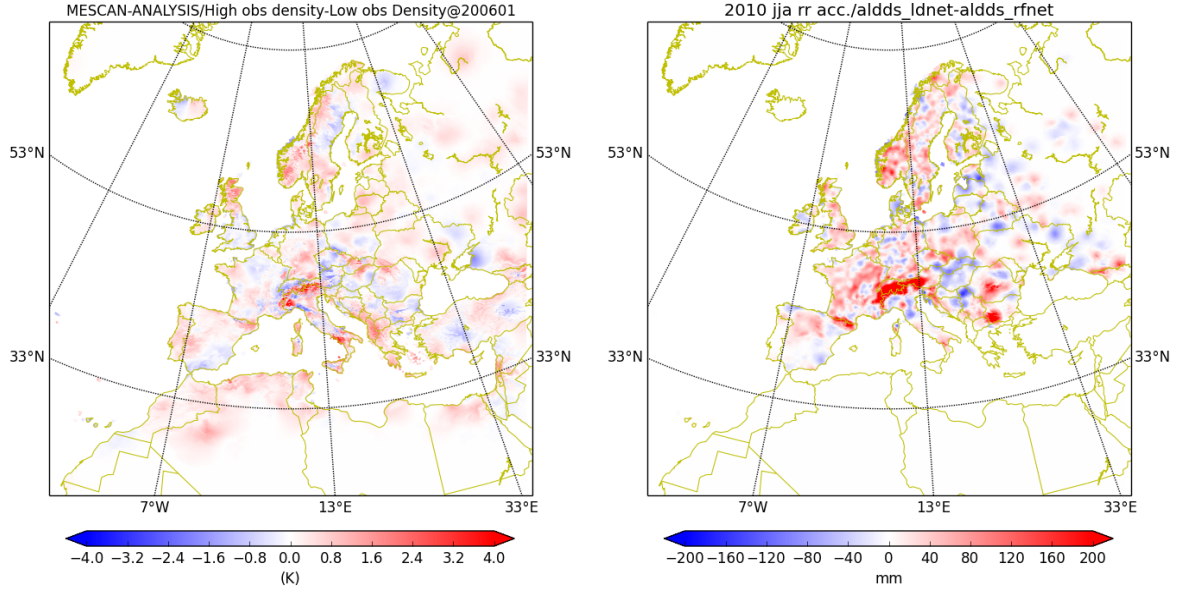 MESCAN-ANALYSIS/High obs density-Low obs Density@200601
53°N
53°N
33°N
33°N
7°W
13°E
33°E
−4.0 −3.2 −2.4 −1.6 −0.8 0.0 0.8 1.6 2.4 3.2 4.0
(K)
2010 jja rr acc./aldds_ldnet-aldds_rfnet
53°N
53°N
33°N
33°N
7°W
13°E
33°E
−200 −160 −120 −80 −40 0 40 80 120 160 200
mm